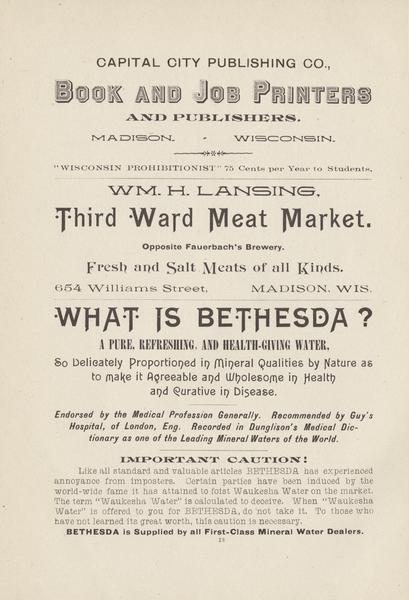 CAPITAL CITY PUBLISHING CO.,
BOOK AND JOB PRINTERS
AND PUBLISHERS.
MADISON. - WISCONSIN.
"WISCONSIN PROHIBITIONIST" 75 Cents per Year to Students.
WM. H. LANSING,
Third Ward Meat Market.
Opposite Fauerbach's Brewery.
Fresh and Salt Meats of all Kinds.
654 Williams Street, MADISON, WIS.
WHAT IS BETHESDA?
A PURE, REFRESHING, AND HEALTH-GIVING WATER,
So Delicately Proportioned in Mineral Qualities by Nature as
to make it Agreeable and Wholesome in Health
and Curative in Disease.
Endorsed by the Medical Profession Generally. Recommended by Guy's
Hospital, of London, Eng. Recorded in Dunglison's Medical Dic-
tionary as one of the Leading Mineral Waters of the World.
IMPORTANT CAUTION!
Like all standard and valuable articles BETHESDA has experienced
annoyance from imposters. Certain parties have been induced by the
world-wide fame it has attained to foist Waukesha Water on the market.
The term "Waukesha Water" is calculated to deceive. When "Waukesha
Water" is offered to you for BETHESDA, do not take it. To those who
have not learned its great worth, this caution is necessary.
BETHESDA is Supplied by all First-Class Mineral Water Dealers.